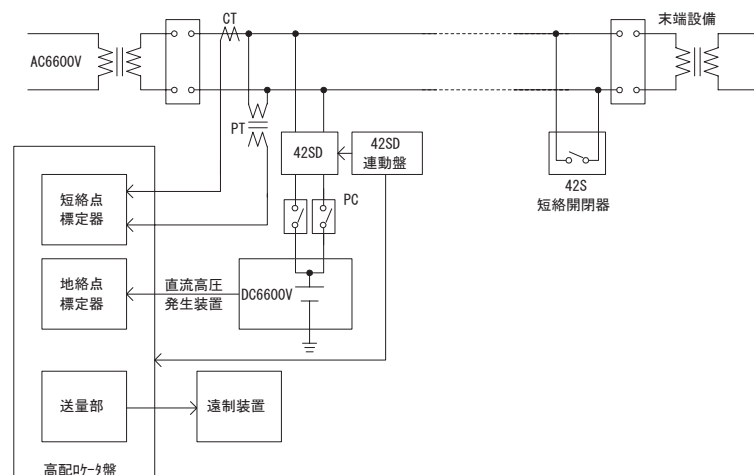 CT
末端設備
AC6600V
PT
42SD
42SD
連動盤
42S
短絡開閉器
PC
短絡点
標定器
地絡点
標定器
直流高圧
発生装置
DC6600V
送量部
遠制装置
高配ﾛｹｰﾀ盤